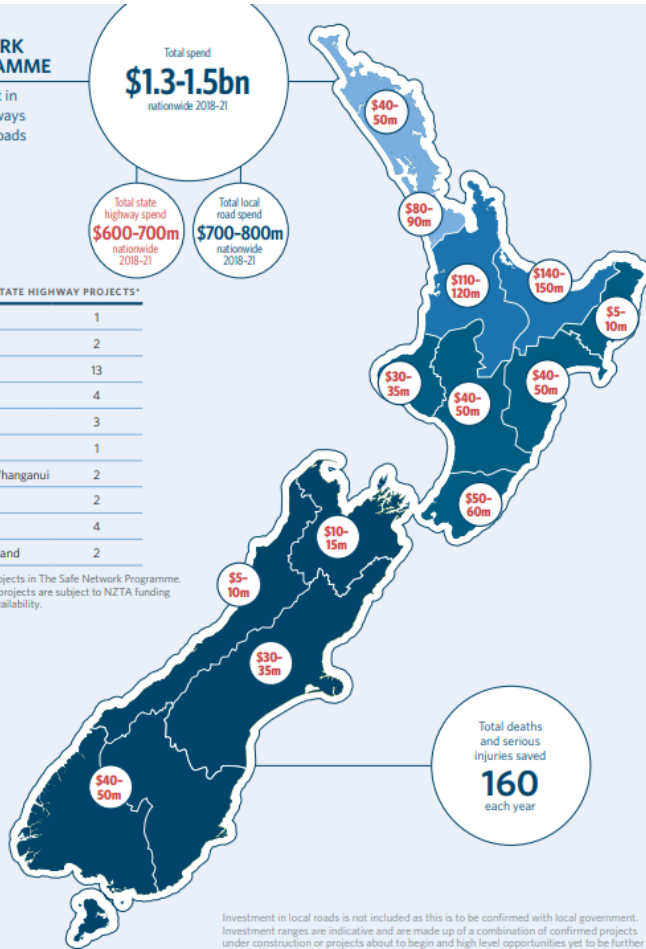 RK
AMME
t in
ways
oads
Total spend
$1.3-1.5bn
nationwide 2018-21
Total state
highway spend
$600-700m
nationwide
2018-21
Total local
road spend
$700-800m
nationwide
2018-21
TATE HIGHWAY PROJECTS*
1
2
13
4
3
1
hanganui 2
2
4
and 2
ojects in The Safe Network Programme.
projects are subject to NZTA funding
ailability.
$40-
50m
$80-
90m
$110-
120m
$140-
150m
$5-
10m
$30-
35m
$40-
50m
$40-
50m
$50-
60m
$10-
15m
$5-
10m
$30-
35m
$40-
50m
Total deaths
and serious
injuries saved
160
each year
Investment in local roads is not included as this is to be confirmed with local government.
Investment ranges are indicative and are made up of a combination of confirmed projects
under construction or projects about to begin and high level opportunities yet to be further